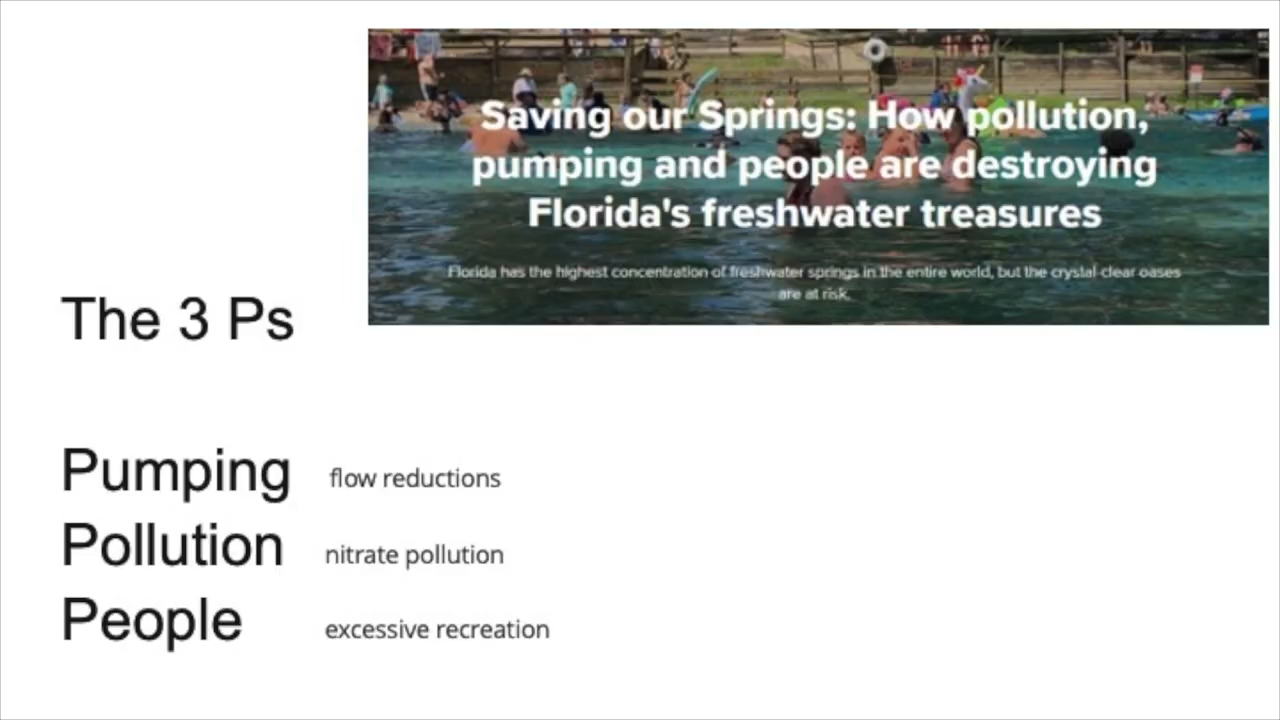 Saving our Springs: How pollution,
pumping and people are destroying
Florida's freshwater treasures
Florida has the highest concentration of freshwater springs in the entire world, but the crystal-clear oases
are at risk.
The 3 Ps
Pumping flow reductions
Pollution nitrate pollution
People excessive recreation